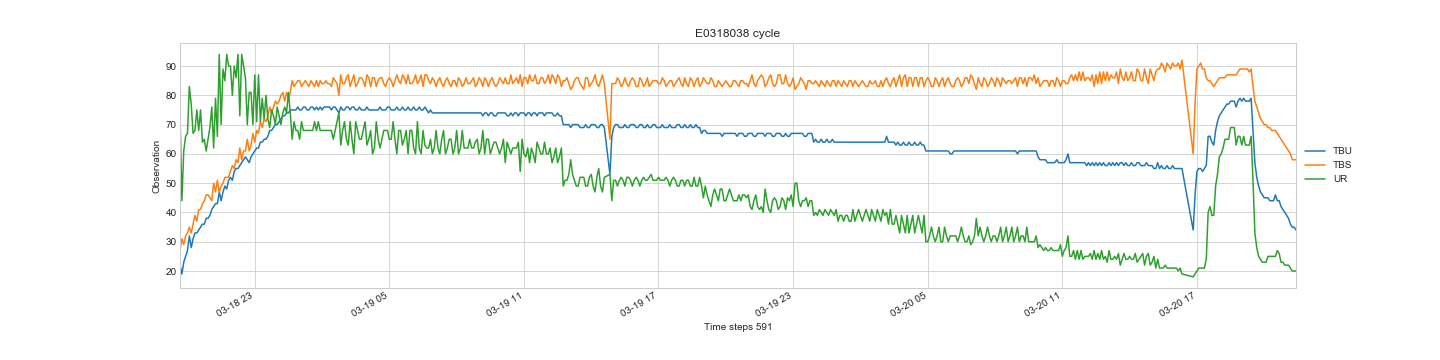 E0318038 cycle
Observation
90
80
70
60
50
40
30
20
03-18 23
03-19 05
03-19 11
03-19 17
03-19 23
03-20 05
03-20 11
03-20 17
Time steps 591
TBU
TBS
UR